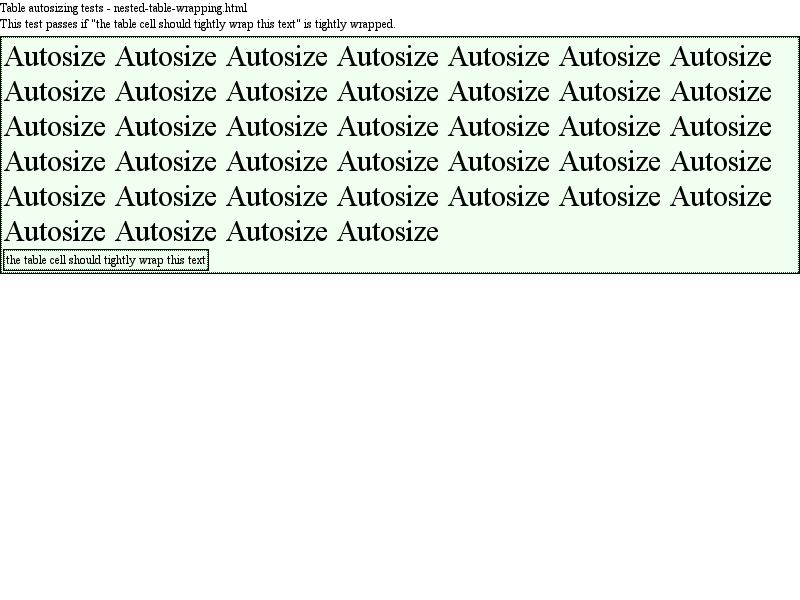 Table autosizing tests - nested-table-wrapping.html
This test passes if "the table cell should tightly wrap this text" is tightly wrapped.
Autosize Autosize Autosize Autosize Autosize Autosize Autosize
Autosize Autosize Autosize Autosize Autosize Autosize Autosize
Autosize Autosize Autosize Autosize Autosize Autosize Autosize
Autosize Autosize Autosize Autosize Autosize Autosize Autosize
Autosize Autosize Autosize Autosize Autosize Autosize Autosize
Autosize Autosize Autosize Autosize
the table cell should tightly wrap this text